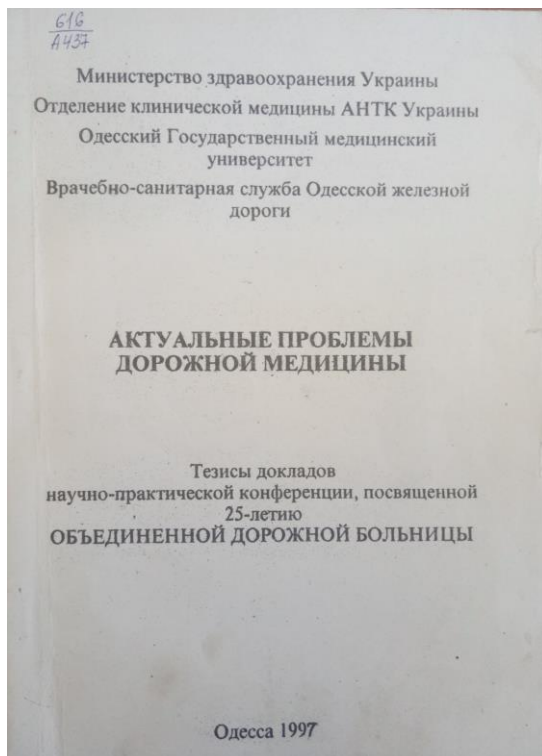 616
А437
Министерство здравоохранения Украины
Отделение клинической медицины АНТК Украины
Одесский Государственный медицинский
университет
Врачебно-санитарная служба Одесской железной
дороги
АКТУАЛЬНЫЕ ПРОБЛЕМЫ
ДОРОЖНОЙ МЕДИЦИНЫ
Тезисы докладов
научно-практической конференции, посвященной
25-летию
ОБЪЕДИНЕННОЙ ДОРОЖНОЙ БОЛЬНИЦЫ
Одесса 1997